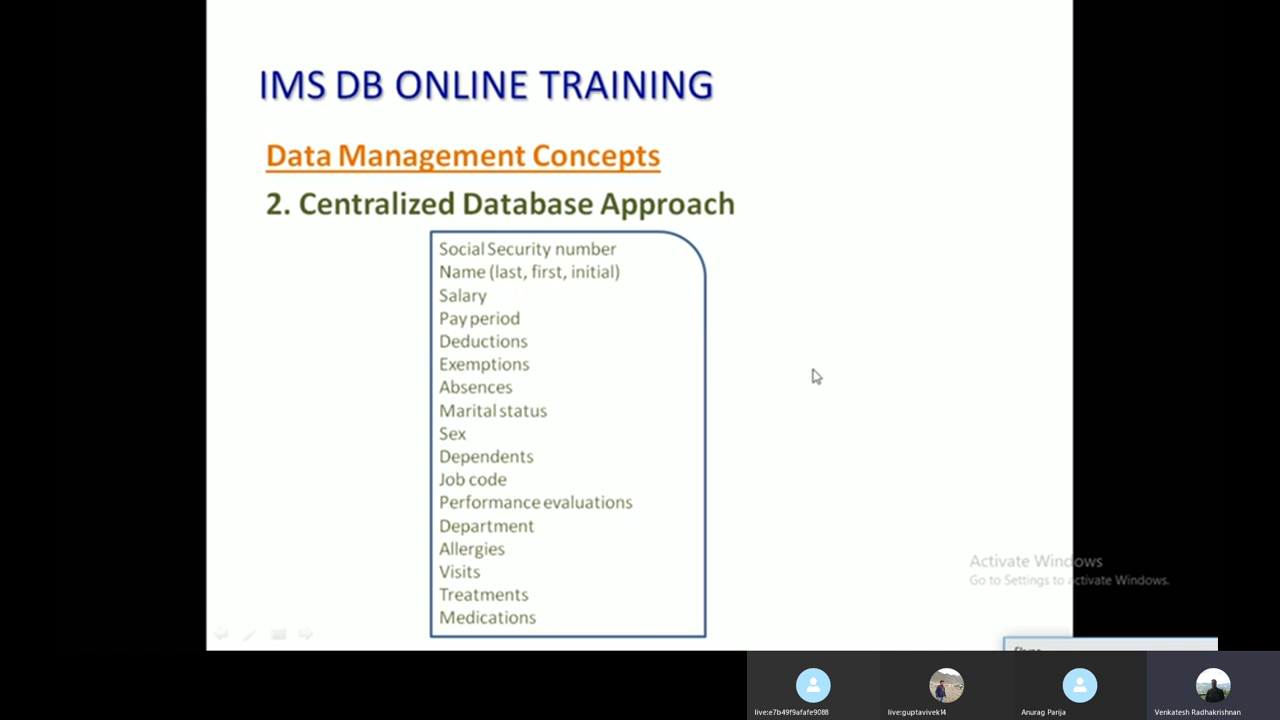 IMS DB ONLINE TRAINING
Data Management Concepts
2. Centralized Database Approach
Social Security number
Name (last, first, initial)
Salary
Pay period
Deductions
Exemptions
Absences
Marital status
Sex
Dependents
Job code
Performance evaluations
Department
Allergies
Visits
Treatments
Medications
Activate Windows
Go to Settings to activate Windows.
live:e7b49f9afafe9088
live:guptavivek14
Anurag Parija
Venkatesh Radhakrishnan